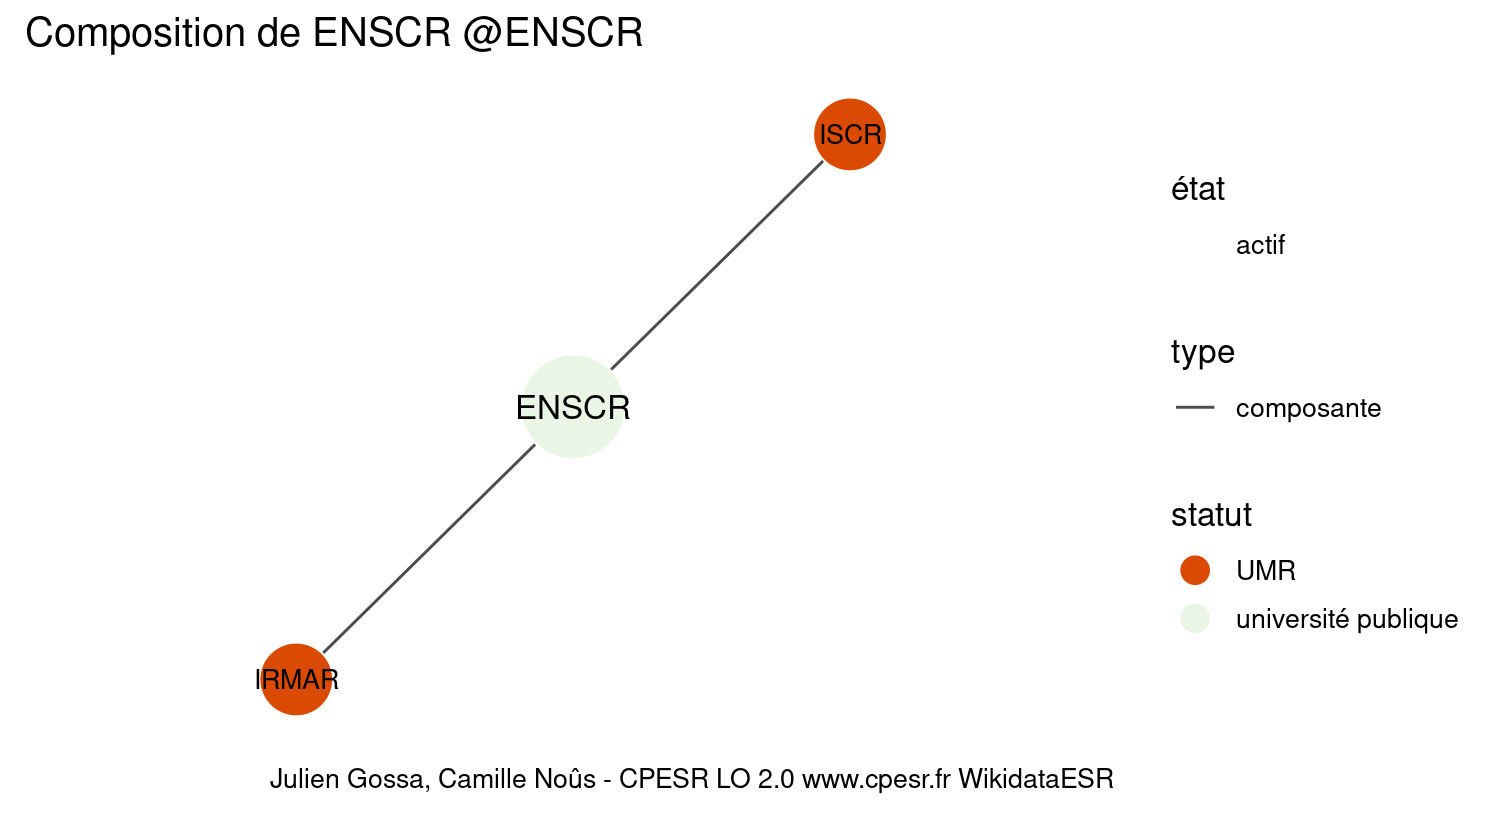 Composition de ENSCR @ENSCR
ISCR
ENSCR
IRMAR
état
actif
type
composante
statut
UMR
université publique
Julien Gossa, Camille Noûs - CPESR LO 2.0 www.cpesr.fr WikidataESR